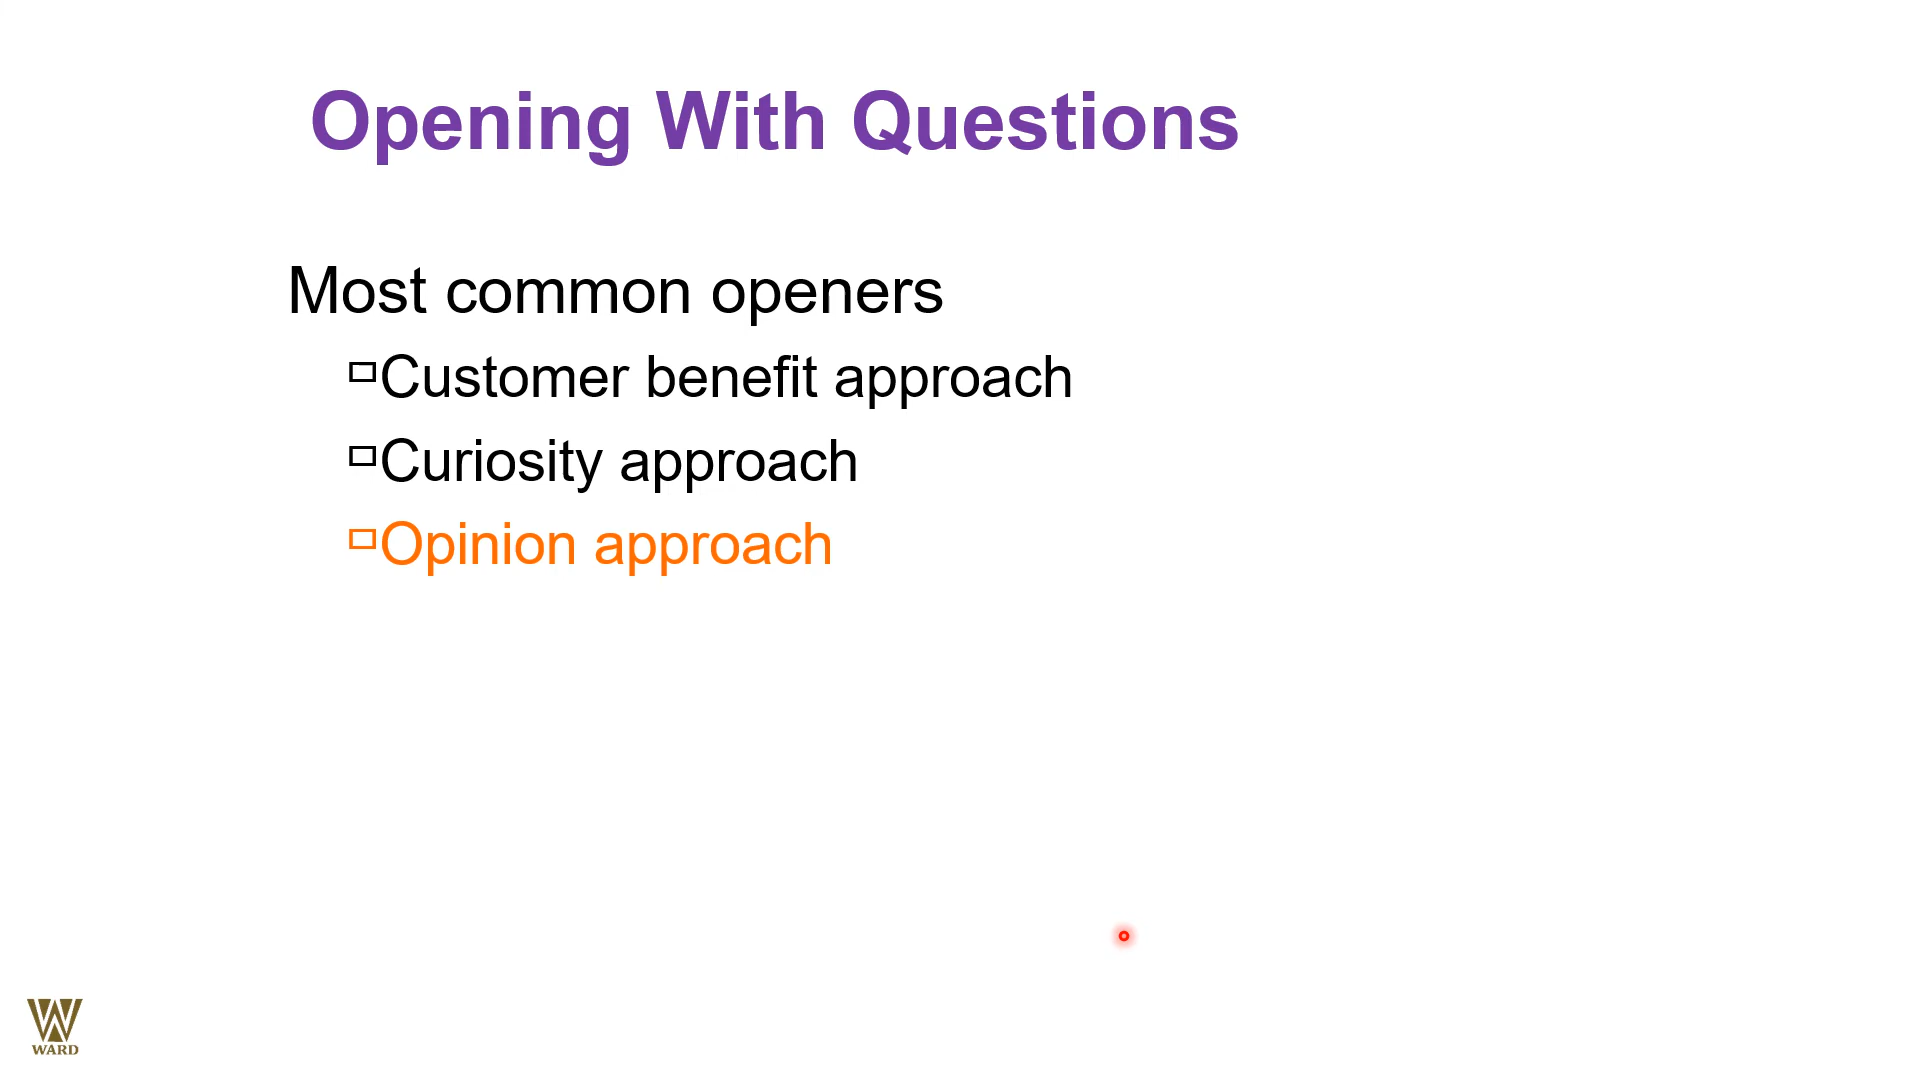 Opening With Questions
Most common openers
Customer benefit approach
Curiosity approach
Opinion approach
WARD